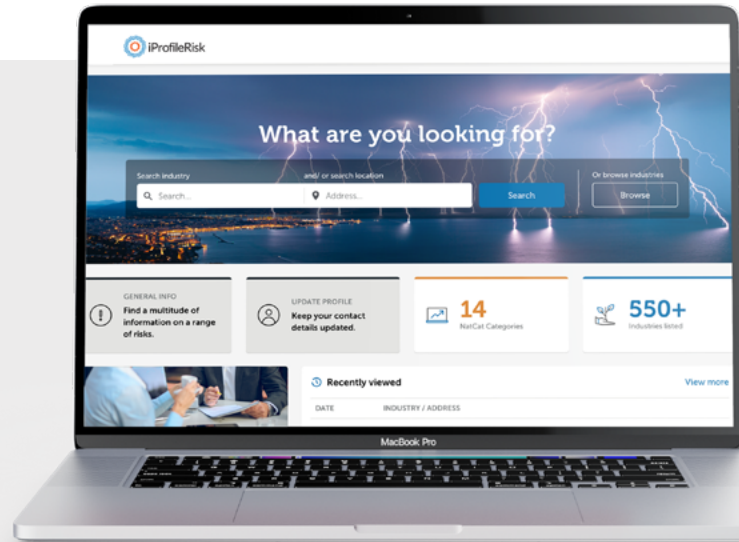 iProfileRisk
What are you looking for?
Search industry
and/ or search location
Or browse industries
Search...
Address...
Search
Browse
GENERAL INFO
Find a multitude of
information on a range
of risks.
UPDATE PROFILE
Keep your contact
details updated.
14
NatCat Categories
550+
Industries listed
Recently viewed
View more
DATE
INDUSTRY / ADDRESS
MacBook Pro